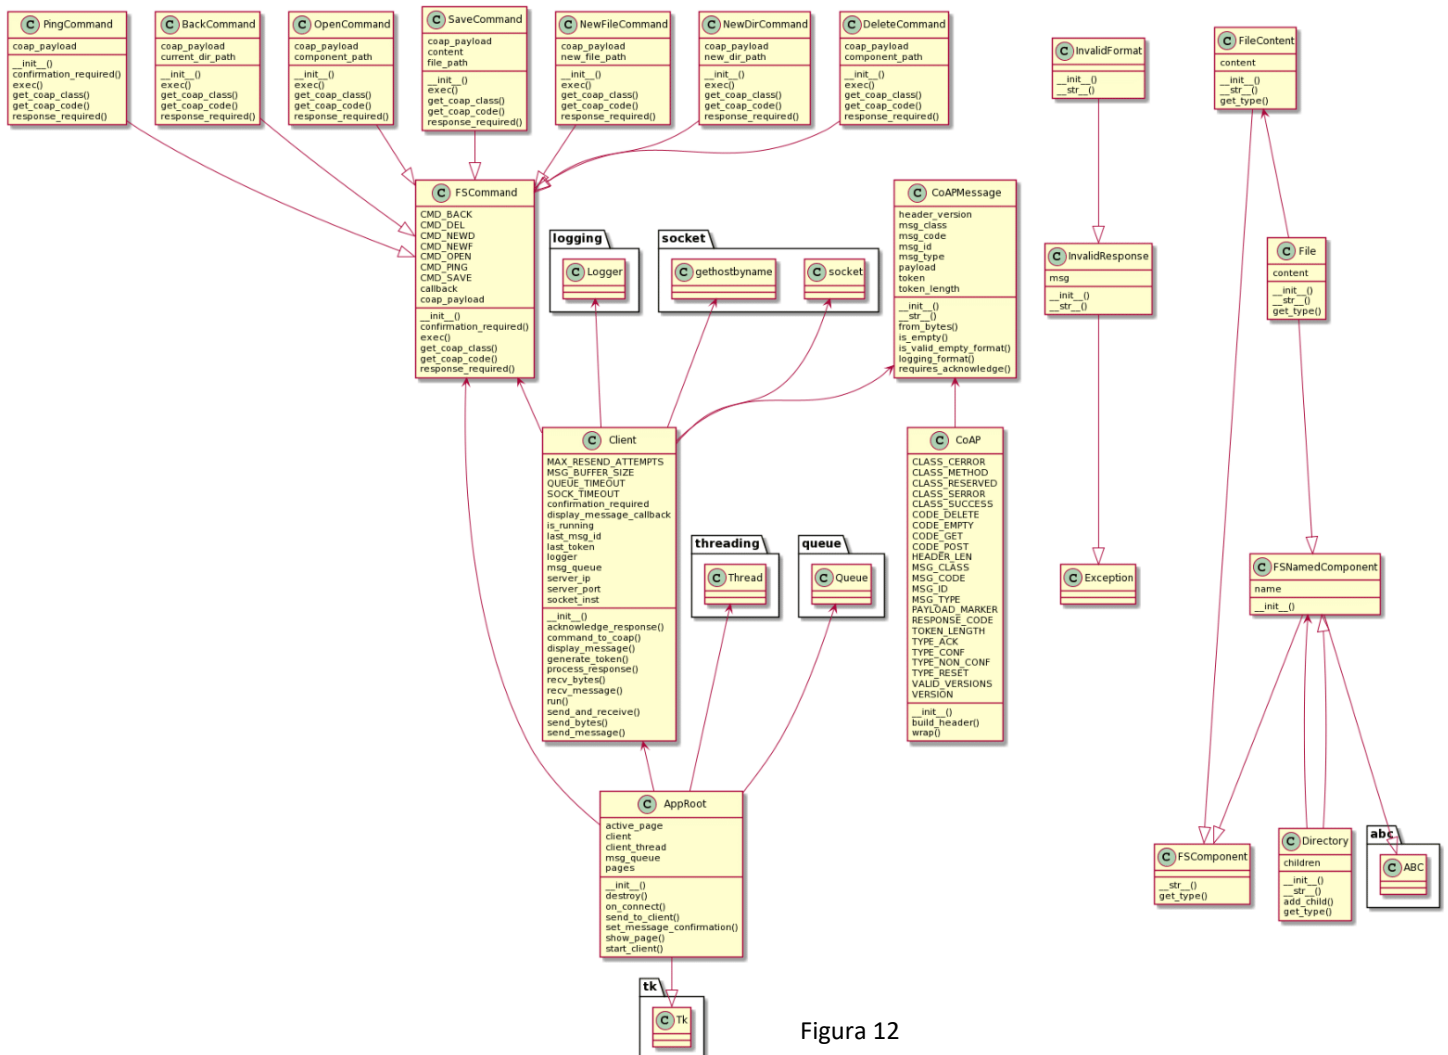 C PingCommand
coap_payload
__init__()
confirmation_required()
exec()
get_coap_class()
get_coap_code()
response_required()
C BackCommand
coap_payload
current_dir_path
__init__()
exec()
get_coap_class()
get_coap_code()
response_required()
C OpenCommand
coap_payload
component_path
__init__()
exec()
get_coap_class()
get_coap_code()
response_required()
C SaveCommand
coap_payload
content
file_path
__init__()
exec()
get_coap_class()
get_coap_code()
response_required()
C NewFileCommand
coap_payload
new_file_path
__init__()
exec()
get_coap_class()
get_coap_code()
response_required()
C NewDirCommand
coap_payload
new_dir_path
__init__()
exec()
get_coap_class()
get_coap_code()
response_required()
C DeleteCommand
coap_payload
component_path
__init__()
exec()
get_coap_class()
get_coap_code()
response_required()
C InvalidFormat
__init__()
__str__()
C FileContent
content
__init__()
__str__()
get_type()
C FSCommand
CMD_BACK
CMD_DEL
CMD_NEWD
CMD_NEWF
CMD_OPEN
CMD_PING
CMD_SAVE
callback
coap_payload
__init__()
confirmation_required()
exec()
get_coap_class()
get_coap_code()
response_required()
logging
C Logger
socket
C gethostbyname
C socket
C CoAPMessage
header_version
msg_class
msg_code
msg_id
msg_type
payload
token
token_length
__init__()
__str__()
from_bytes()
is_empty()
is_valid_empty_format()
logging_format()
requires_acknowledge()
C InvalidResponse
msg
__init__()
__str__()
C File
content
__init__()
__str__()
get_type()
C Client
MAX_RESEND_ATTEMPTS
MSG_BUFFER_SIZE
QUEUE_TIMEOUT
SOCK_TIMEOUT
confirmation_required
display_message_callback
is_running
last_msg_id
last_token
logger
msg_queue
server_ip
server_port
socket_inst
__init__()
acknowledge_response()
command_to_coap()
display_message()
generate_token()
process_response()
recv_bytes()
recv_message()
run()
send_and_receive()
send_bytes()
send_message()
threading
C Thread
queue
C Queue
C CoAP
CLASS_CERROR
CLASS_METHOD
CLASS_RESERVED
CLASS_SERROR
CLASS_SUCCESS
CODE_DELETE
CODE_EMPTY
CODE_GET
CODE_POST
HEADER_LEN
MSG_CLASS
MSG_CODE
MSG_ID
MSG_TYPE
PAYLOAD_MARKER
RESPONSE_CODE
TOKEN_LENGTH
TYPE_ACK
TYPE_CONF
TYPE_NON_CONF
TYPE_RESET
VALID_VERSIONS
VERSION
__init__()
build_header()
wrap()
C Exception
C FSNamedComponent
name
__init__()
C AppRoot
active_page
client
client_thread
msg_queue
pages
__init__()
destroy()
on_connect()
send_to_client()
set_message_confirmation()
show_page()
start_client()
C FSComponent
__str__()
get_type()
C Directory
children
__init__()
__str__()
add_child()
get_type()
abc
C ABC
tk
C Tk
Figura 12